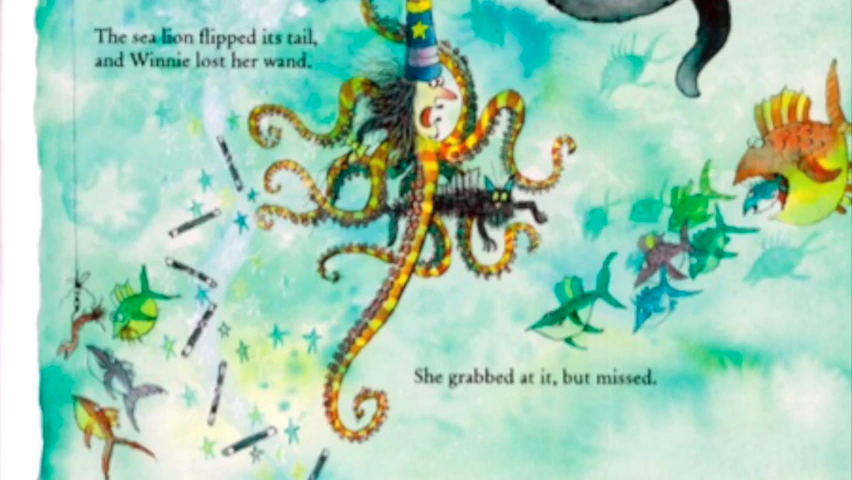 The sea lion flipped its tail,
and Winnie lost her wand.
She grabbed at it, but missed.